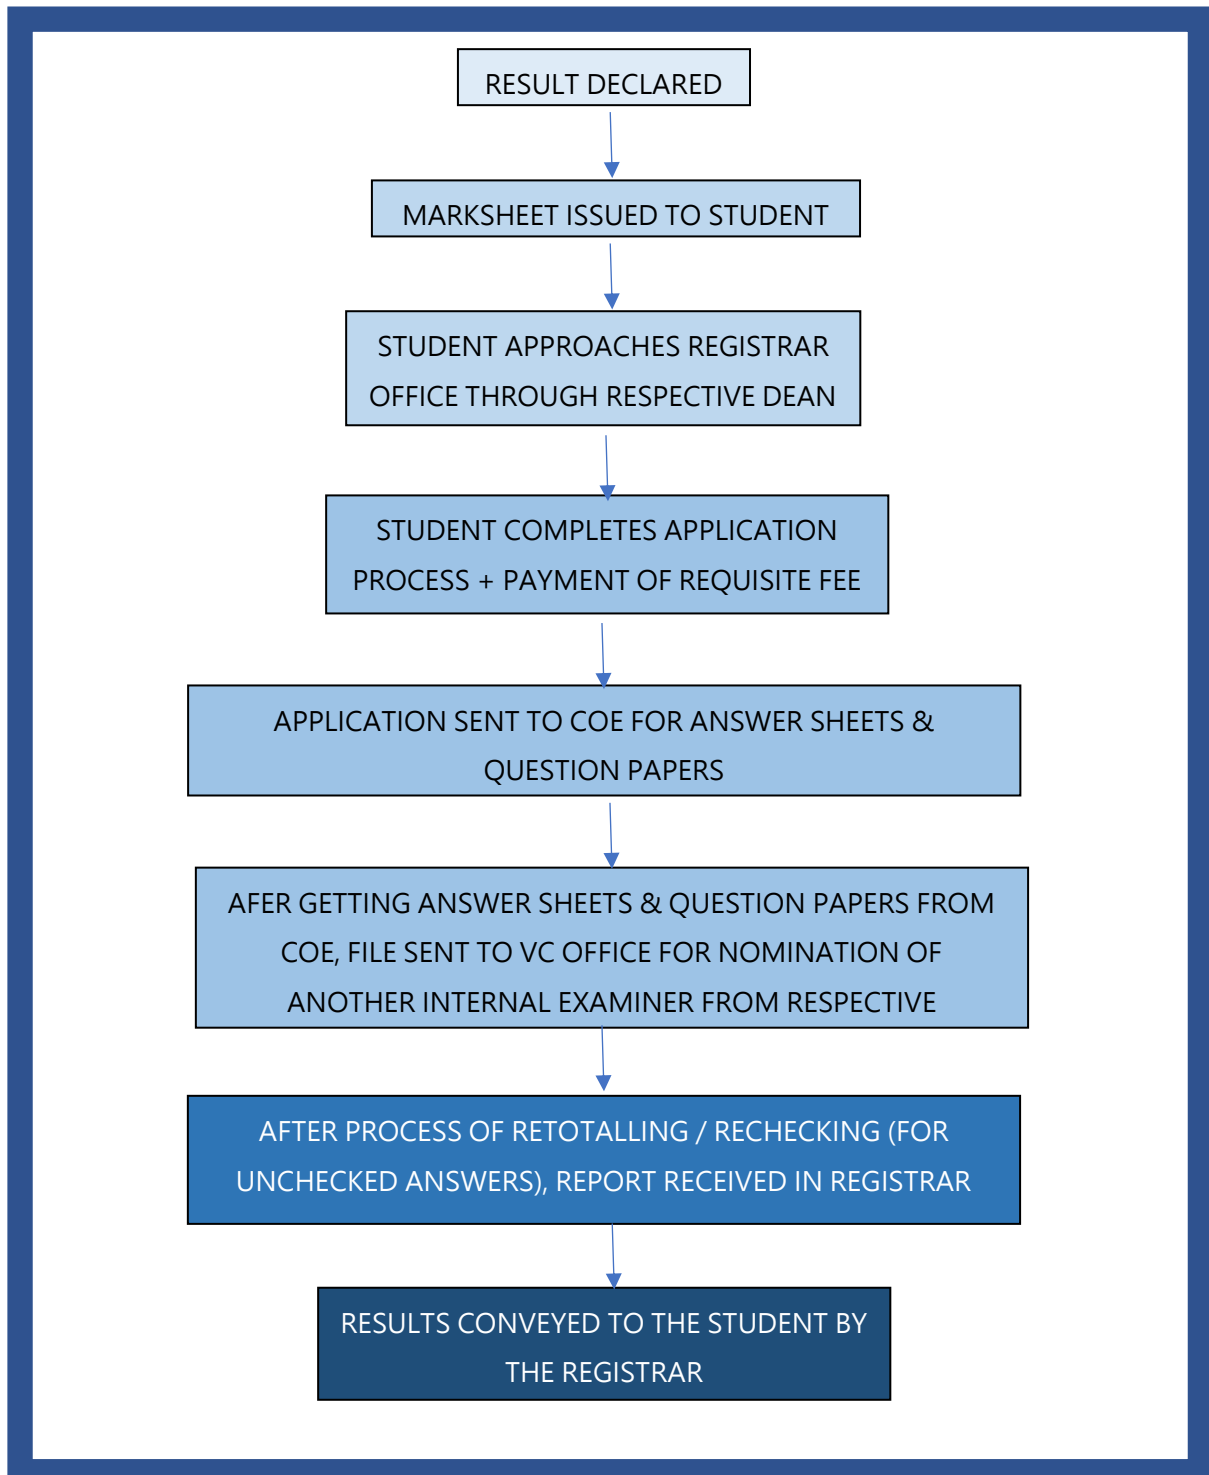 RESULT DECLARED
MARKSHEET ISSUED TO STUDENT
STUDENT APPROACHES REGISTRAR
OFFICE THROUGH RESPECTIVE DEAN
STUDENT COMPLETES APPLICATION
PROCESS + PAYMENT OF REQUISITE FEE
APPLICATION SENT TO COE FOR ANSWER SHEETS &
QUESTION PAPERS
AFER GETTING ANSWER SHEETS & QUESTION PAPERS FROM
COE, FILE SENT TO VC OFFICE FOR NOMINATION OF
ANOTHER INTERNAL EXAMINER FROM RESPECTIVE
AFTER PROCESS OF RETOTALLING / RECHECKING (FOR
UNCHECKED ANSWERS), REPORT RECEIVED IN REGISTRAR
RESULTS CONVEYED TO THE STUDENT BY
THE REGISTRAR